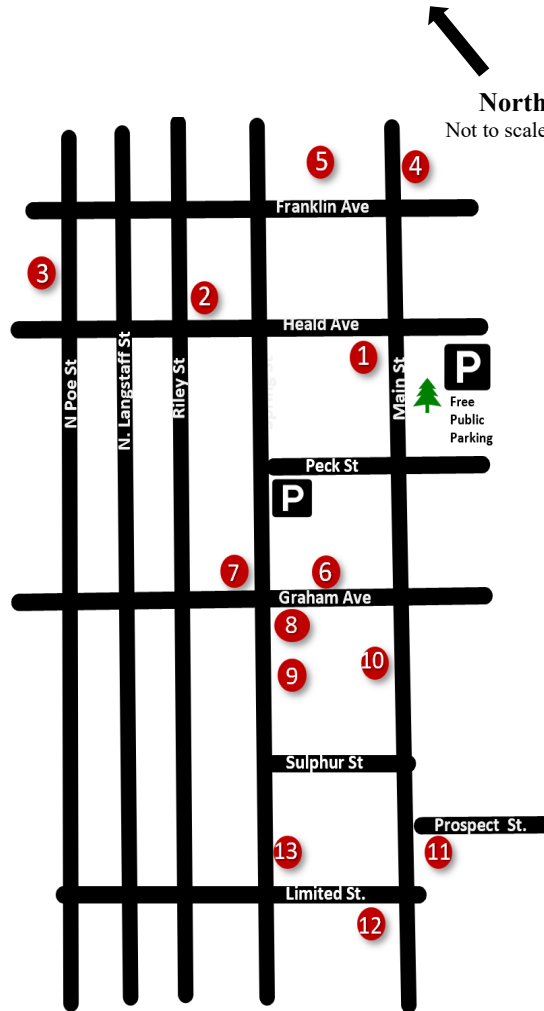 North
Not to scale
5
4
Franklin Ave
3
2
Heald Ave
1
P
N Poe St
N. Langstaff St
Riley St
Main St
Free
Public
Parking
Peck St
P
7
6
Graham Ave
8
10
9
Sulphur St
Prospect St.
13
11
Limited St.
12